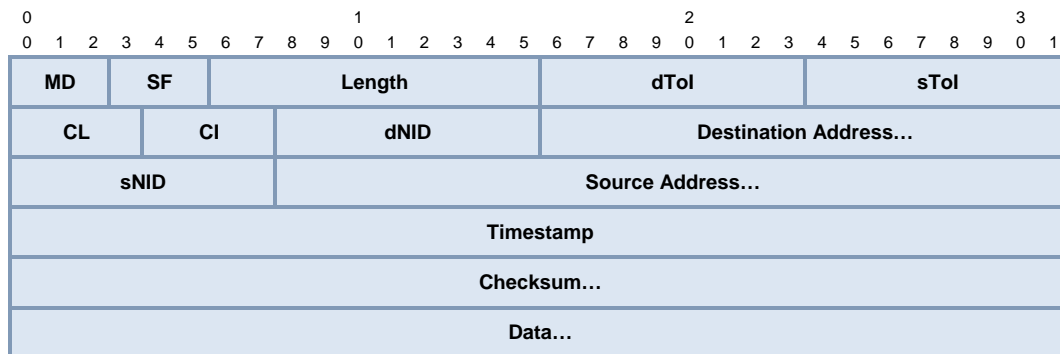 0 1 2 3
0 1 2 3 4 5 6 7 8 9 0 1 2 3 4 5 6 7 8 9 0 1 2 3 4 5 6 7 8 9 0 1
MD SF Length dToI sToI
CL CI dNID Destination Address…
sNID Source Address…
Timestamp
Checksum…
Data…